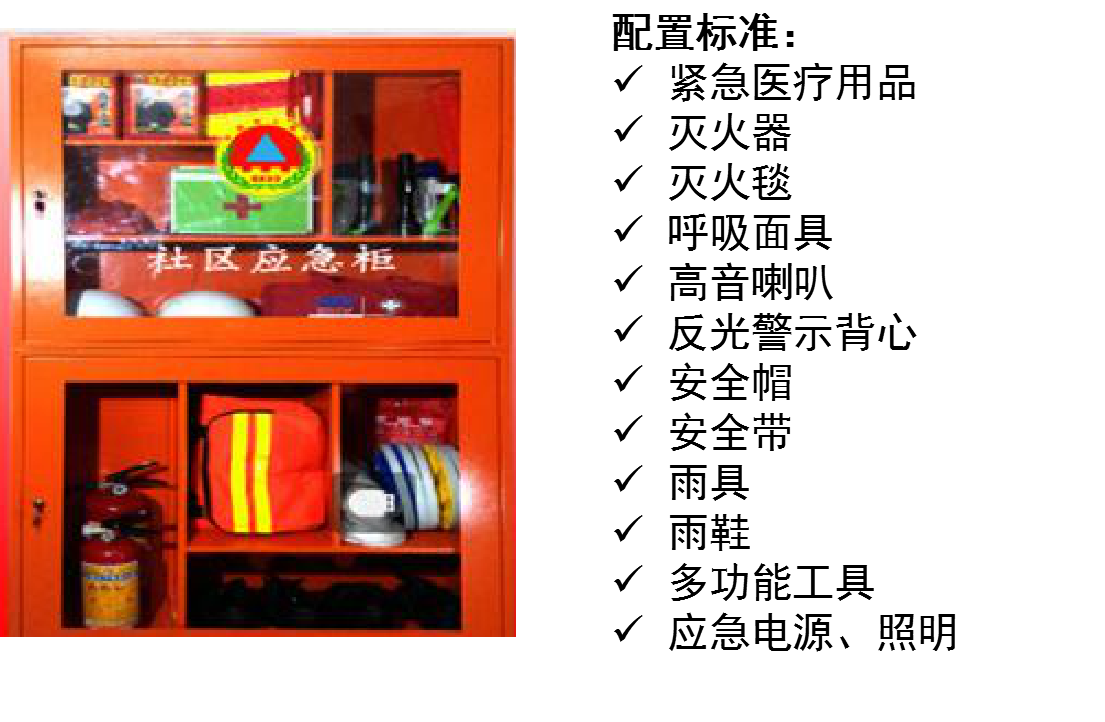 社区应急柜
配置标准：
✓ 紧急医疗用品
✓ 灭火器
✓ 灭火毯
✓ 呼吸面具
✓ 高音喇叭
✓ 反光警示背心
✓ 安全帽
✓ 安全带
✓ 雨具
✓ 雨鞋
✓ 多功能工具
✓ 应急电源、照明